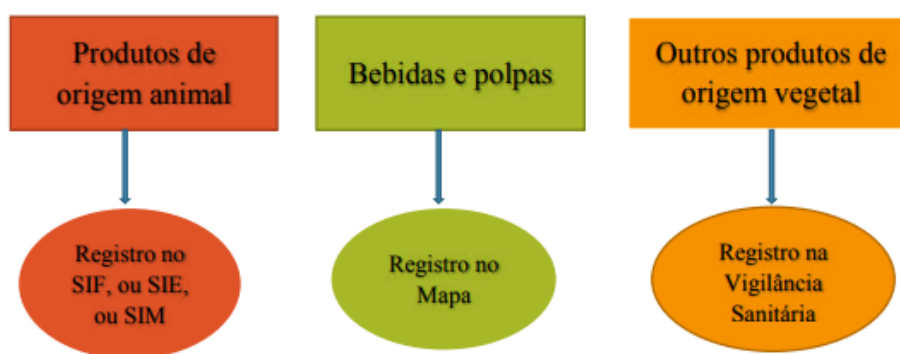 Produtos de
origem animal
Bebidas e polpas
Outros produtos de
origem vegetal
Registro no
SIF, ou SIE,
ou SIM
Registro no
Mapa
Registro na
Vigilância
Sanitária